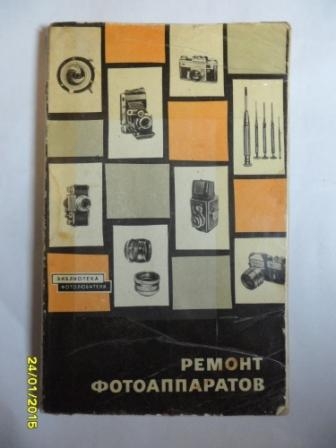 БИБЛИОТЕКА
ФОТОЛЮБИТЕЛЯ
РЕМОНТ
ФОТОАППАРАТОВ
24/01/2015